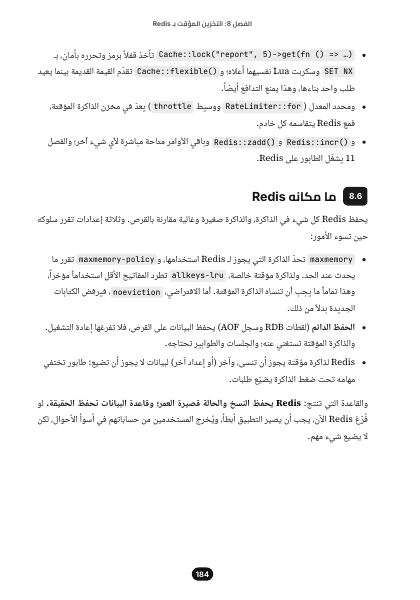 الفصل 8: التخزين المؤقت بـ Redis
• Cache::lock("report", 5)->get(fn () => …) تأخذ قفلاً برمز وتحرره بأمان، بـ
SET NX وسكربت Lua نفسيهما أعلاه؛ و Cache::flexible() تقدّم القيمة القديمة بينما يعيد
طلب واحد بناءها، وهذا يمنع التدافع أيضاً.
• ومحدد المعدل ( RateLimiter::for ووسيط throttle ) يعدّ في مخزن الذاكرة المؤقتة،
فمع Redis يتقاسمه كل خادم.
• و Redis::incr() و Redis::zadd() وباقي الأوامر متاحة مباشرة لأي شيء آخر؛ والفصل
11 يشغّل الطابور على Redis.
8.6 ما مكانه Redis
يحفظ Redis كل شيء في الذاكرة، والذاكرة صغيرة وغالية مقارنة بالقرص. وثلاثة إعدادات تقرر سلوكه
حين تسوء الأمور:
• maxmemory تحدّ الذاكرة التي يجوز لـ Redis استخدامها، و maxmemory-policy تقرر ما
يحدث عند الحد. ولذاكرة مؤقتة خالصة، allkeys-lru تطرد المفاتيح الأقل استخداماً مؤخراً،
وهذا تماماً ما يجب أن تنساه الذاكرة المؤقتة. أما الافتراضي، noeviction ، فيرفض الكتابات
الجديدة بدلاً من ذلك.
• الحفظ الدائم (لقطات RDB وسجل AOF) يحفظ البيانات على القرص، فلا تفرغها إعادة التشغيل.
والذاكرة المؤقتة تستغني عنه؛ والجلسات والطوابير تحتاجه.
• Redis لذاكرة مؤقتة يجوز أن تنسى، وآخر (أو إعداد آخر) لبيانات لا يجوز أن تضيع: طابور تختفي
مهامه تحت ضغط الذاكرة يضيّع طلبات.
والقاعدة التي تنتج: Redis يحفظ النسخ والحالة قصيرة العمر؛ وقاعدة البيانات تحفظ الحقيقة. لو
فُرّغ Redis الآن، يجب أن يصير التطبيق أبطأ، ويُخرج المستخدمين من حساباتهم في أسوأ الأحوال، لكن
لا يضيع شيء مهم.
184